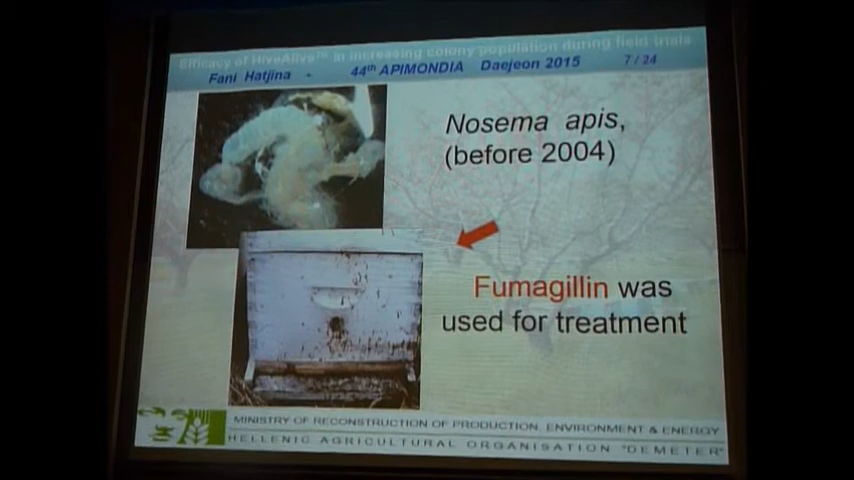 Efficacy of HiveAlive™ in increasing colony population during field trials
Fani Hatjina - 44th APIMONDIA Daejeon 2015 7 / 24
Nosema apis,
(before 2004)
Fumagillin was
used for treatment
MINISTRY OF RECONSTRUCTION OF PRODUCTION, ENVIRONMENT & ENERGY
HELLENIC AGRICULTURAL ORGANISATION "DEMETER"